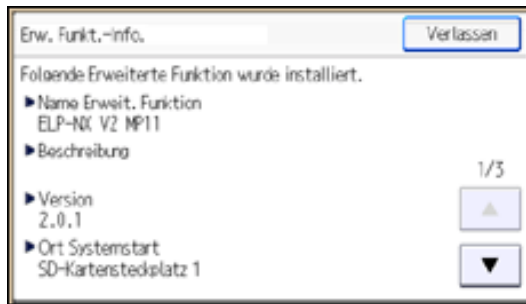 Erw. Funkt.-Info.
Verlassen
Folgende Erweiterte Funktion wurde installiert.
►Name Erweit. Funktion
ELP-NX V2 MP11
►Beschreibung
1/3
►Version
2.0.1
►Ort Systemstart
SD-Kartensteckplatz 1